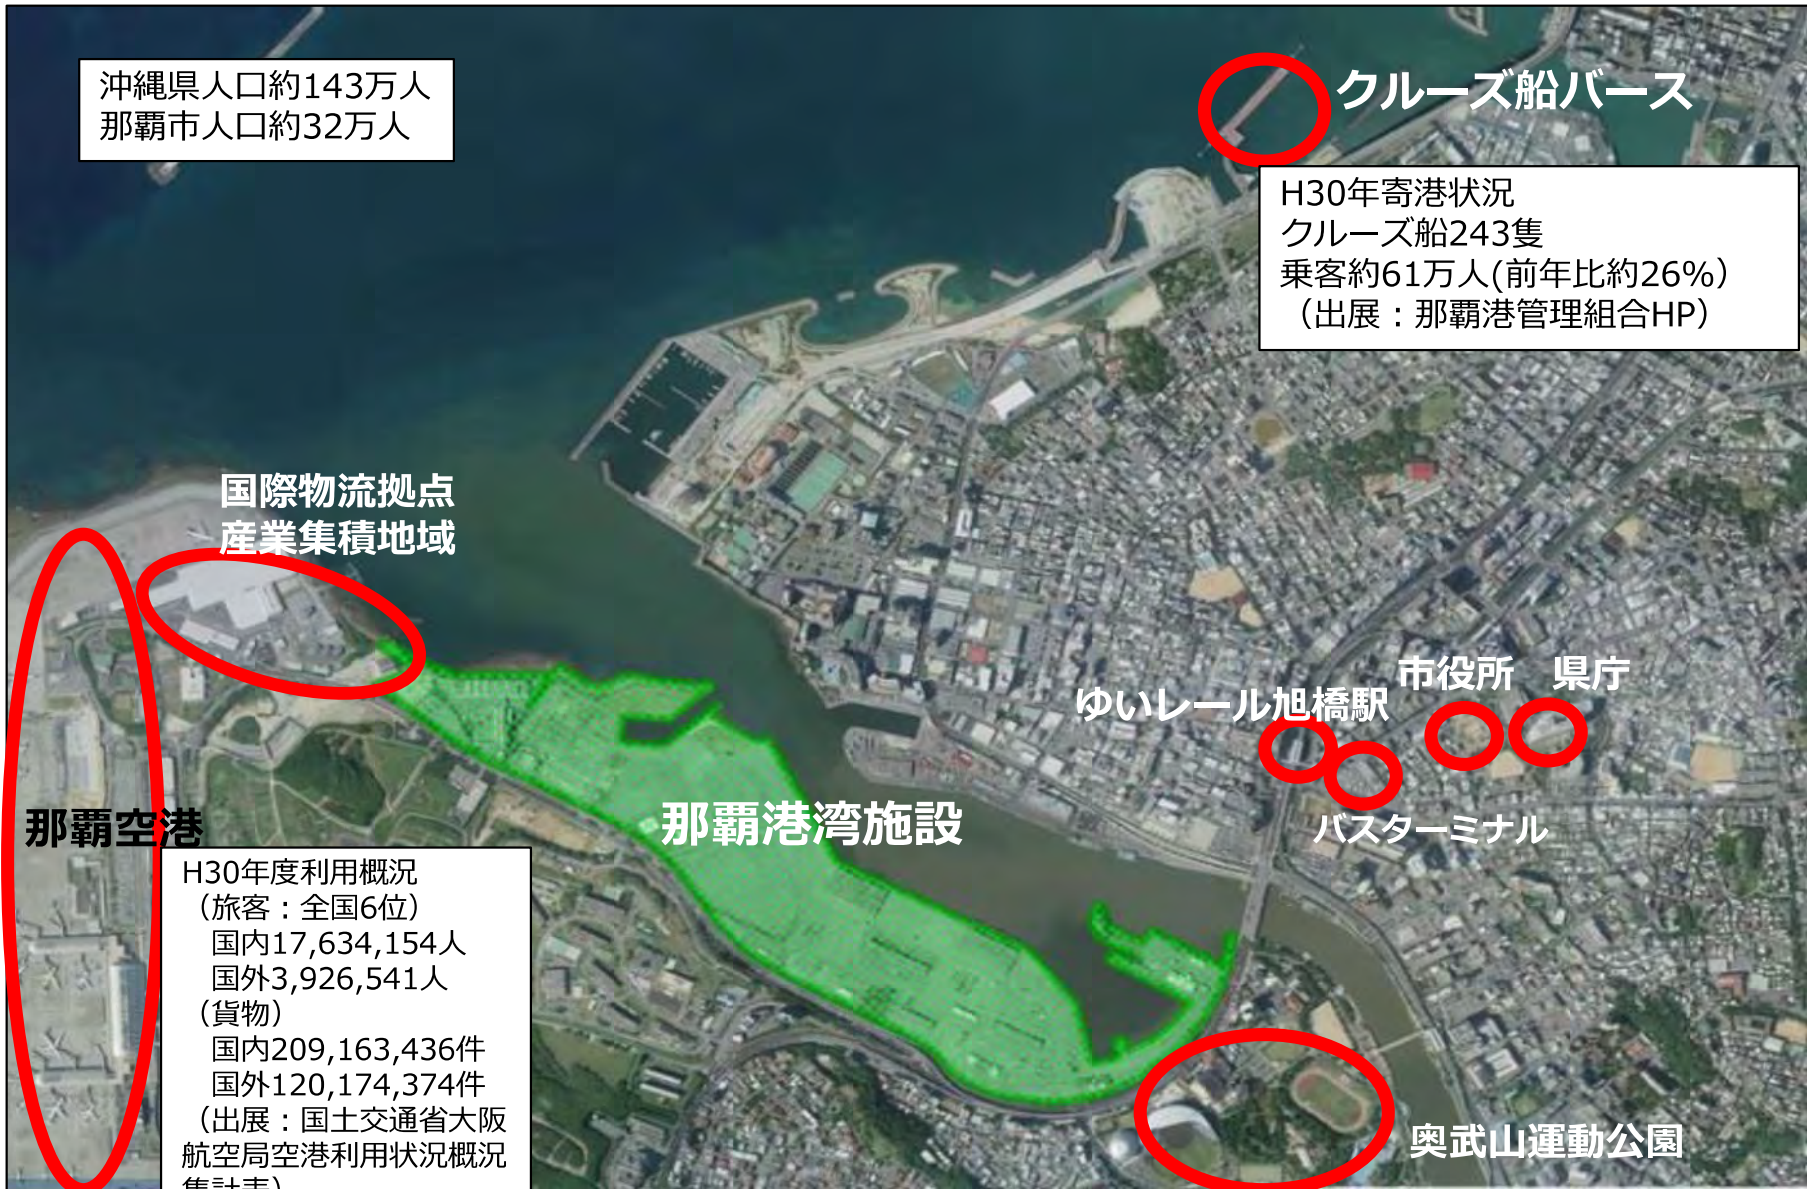 沖縄県人口約143万人
那覇市人口約32万人
クルーズ船バース
H30年寄港状況
クルーズ船243隻
乗客約61万人(前年比約26%)
（出展：那覇港管理組合HP）
国際物流拠点
産業集積地域
市役所
県庁
ゆいレール旭橋駅
バスターミナル
那覇港湾施設
那覇空港
H30年度利用概況
（旅客：全国6位）
国内17,634,154人
国外3,926,541人
（貨物）
国内209,163,436件
国外120,174,374件
（出展：国土交通省大阪
航空局空港利用状況概況
集計表）
奥武山運動公園